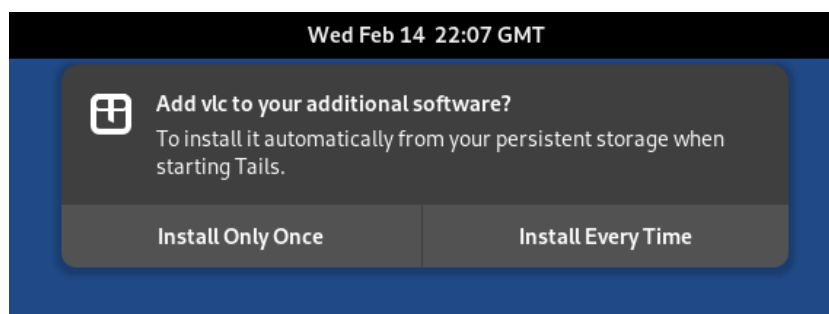 Wed Feb 14 22:07 GMT
Add vlc to your additional software?
To install it automatically from your persistent storage when
starting Tails.
Install Only Once
Install Every Time